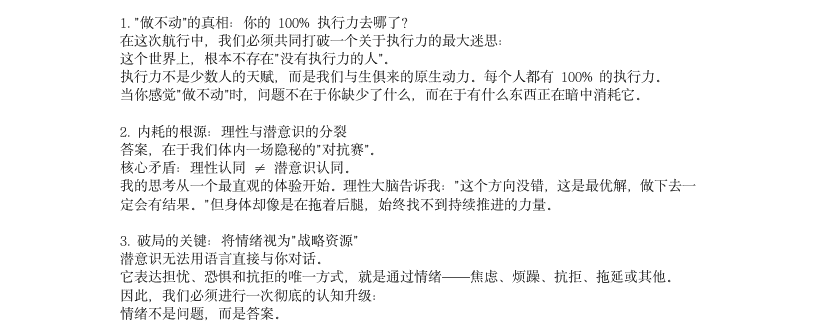 1. "做不动"的真相: 你的 100% 执行力去哪了?
在这次航行中, 我们必须共同打破一个关于执行力的最大迷思:
这个世界上, 根本不存在"没有执行力的人".
执行力不是少数人的天赋, 而是我们与生俱来的原生动力. 每个人都有 100% 的执行力.
当你感觉"做不动"时, 问题不在于你缺少了什么, 而在于有什么东西正在暗中消耗它.
2. 内耗的根源: 理性与潜意识的分裂
答案, 在于我们体内一场隐秘的"对抗赛".
核心矛盾: 理性认同 ≠ 潜意识认同.
我的思考从一个最直观的体验开始. 理性大脑告诉我: "这个方向没错, 这是最优解, 做下去一
定会有结果. "但身体却像是在拖着后腿, 始终找不到持续推进的力量.
3. 破局的关键: 将情绪视为"战略资源"
潜意识无法用语言直接与你对话.
它表达担忧、恐惧和抗拒的唯一方式, 就是通过情绪——焦虑、烦躁、抗拒、拖延或其他.
因此, 我们必须进行一次彻底的认知升级:
情绪不是问题, 而是答案.